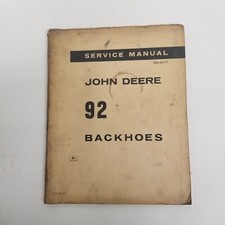 SERVICE MANUAL
JOHN DEERE
92
BACKHOES